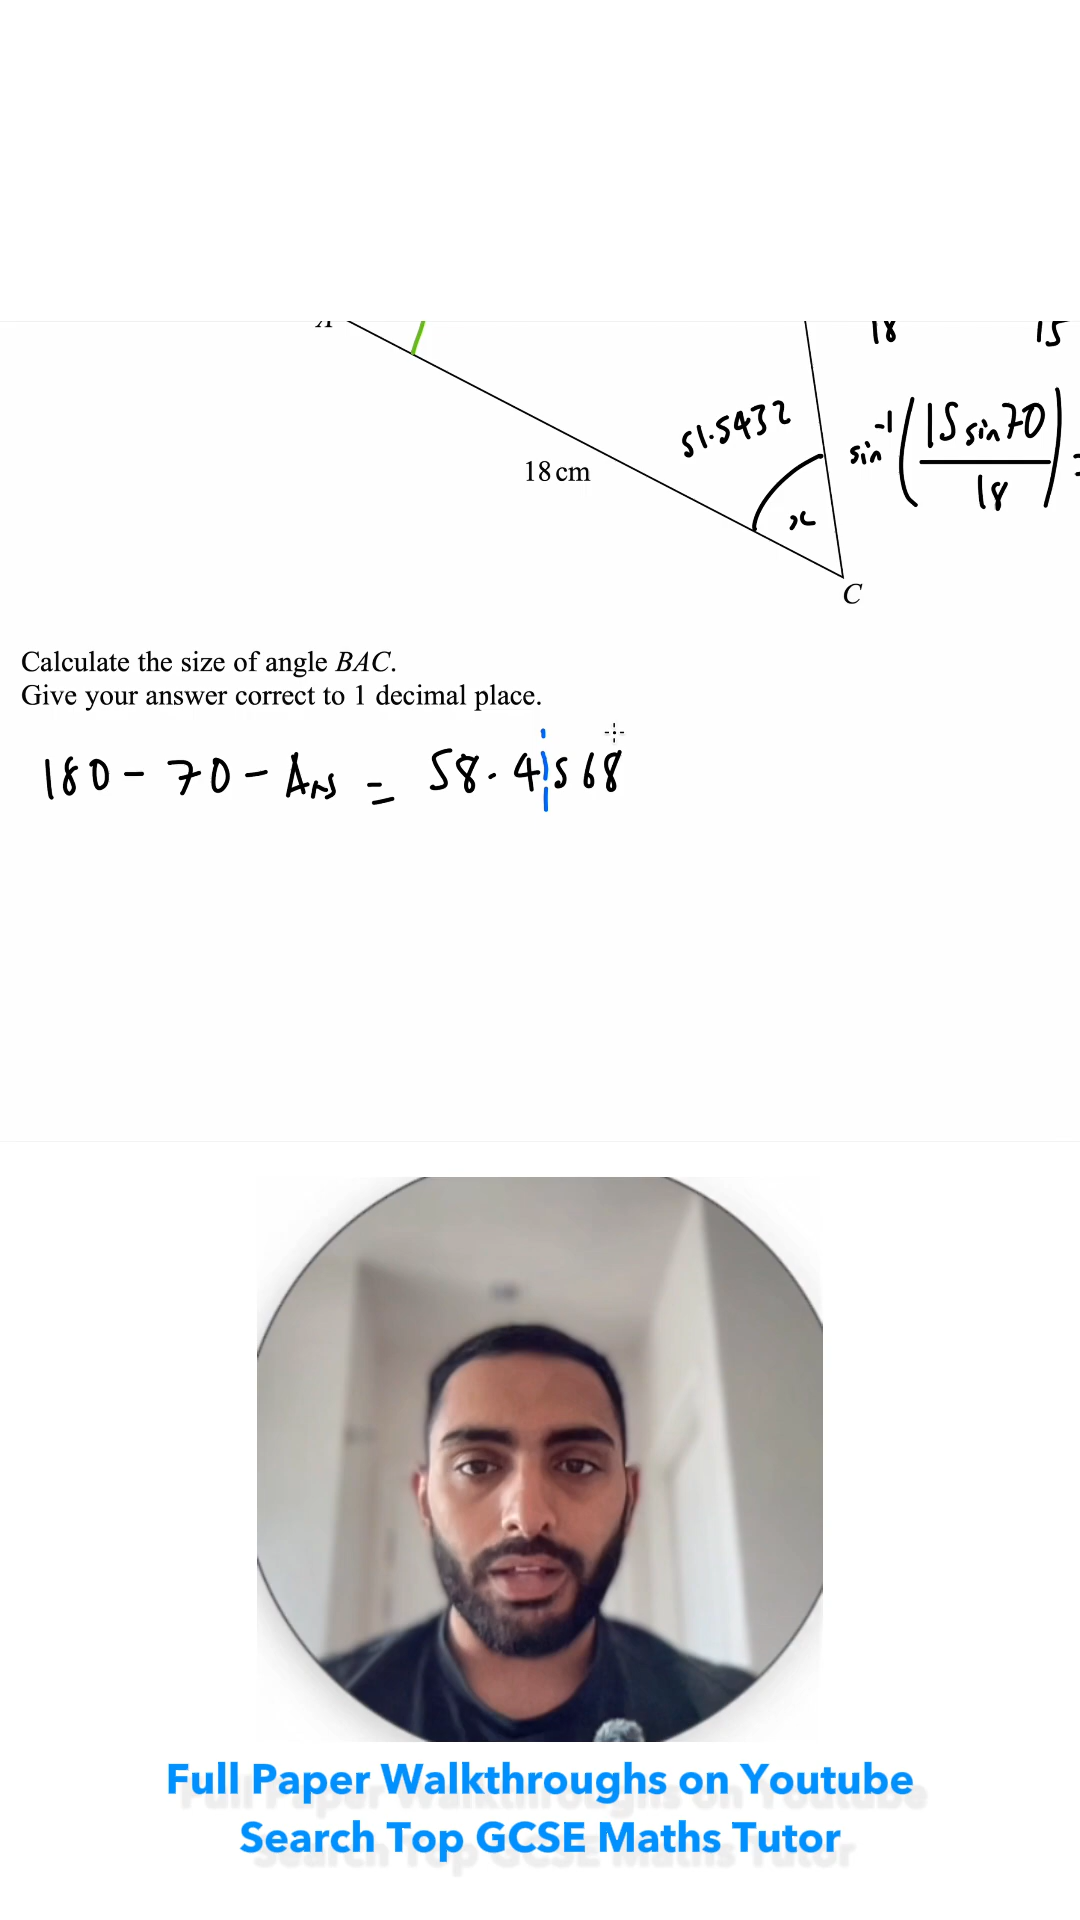 18 15
51.5432
sin⁻¹(15 sin 70 / 18) =
18 cm
x
C
Calculate the size of angle BAC.
Give your answer correct to 1 decimal place.
180 - 70 - Ans = 58.4568
Full Paper Walkthroughs on Youtube
Search Top GCSE Maths Tutor